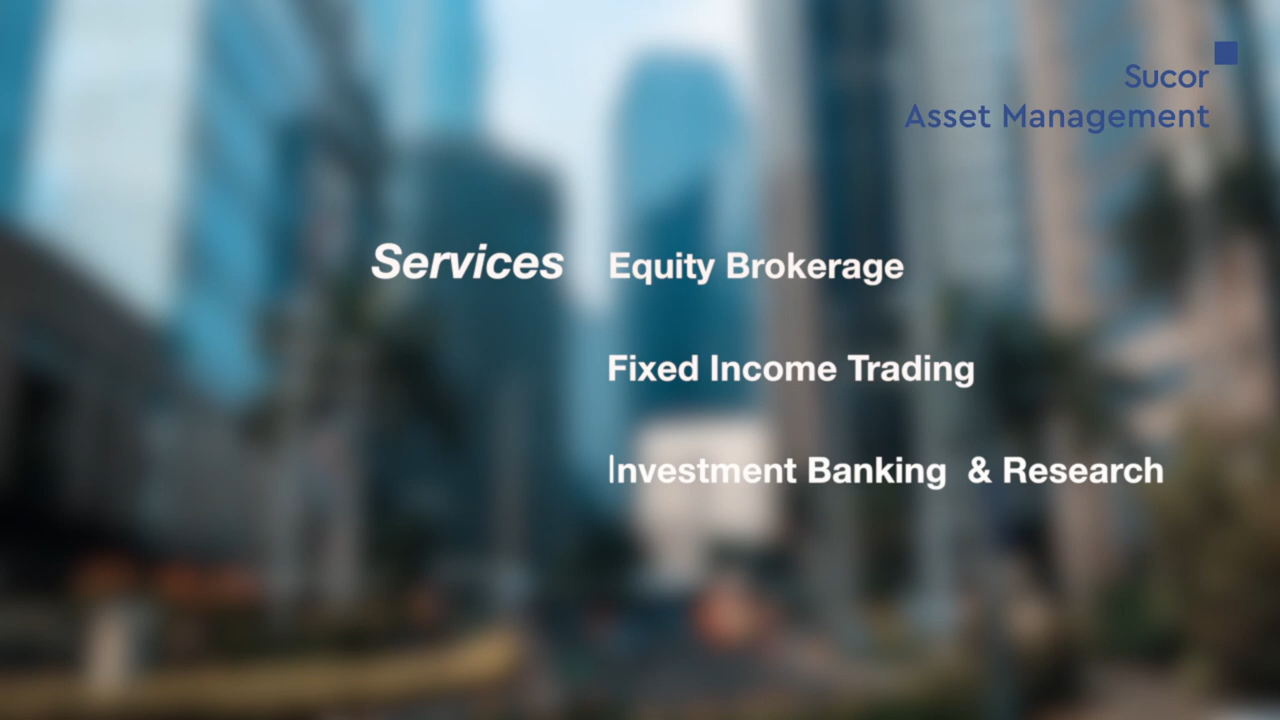 Sucor
Asset Management
Services Equity Brokerage
Fixed Income Trading
Investment Banking & Research